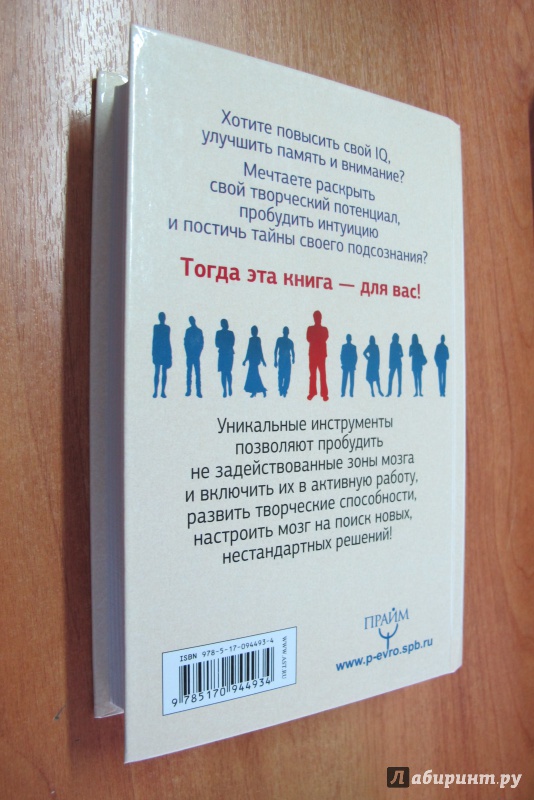 Хотите повысить свой IQ,
улучшить память и внимание?
Мечтаете раскрыть
свой творческий потенциал,
пробудить интуицию
и постичь тайны своего подсознания?
Тогда эта книга — для вас!
Уникальные инструменты
позволяют пробудить
не задействованные зоны мозга
и включить их в активную работу,
развить творческие способности,
настроить мозг на поиск новых,
нестандартных решений!
ISBN 978-5-17-094493-4
9 785170 944934
WWW.AST.RU
ПРАЙМ
www.p-evro.spb.ru
Лабиринт.ру